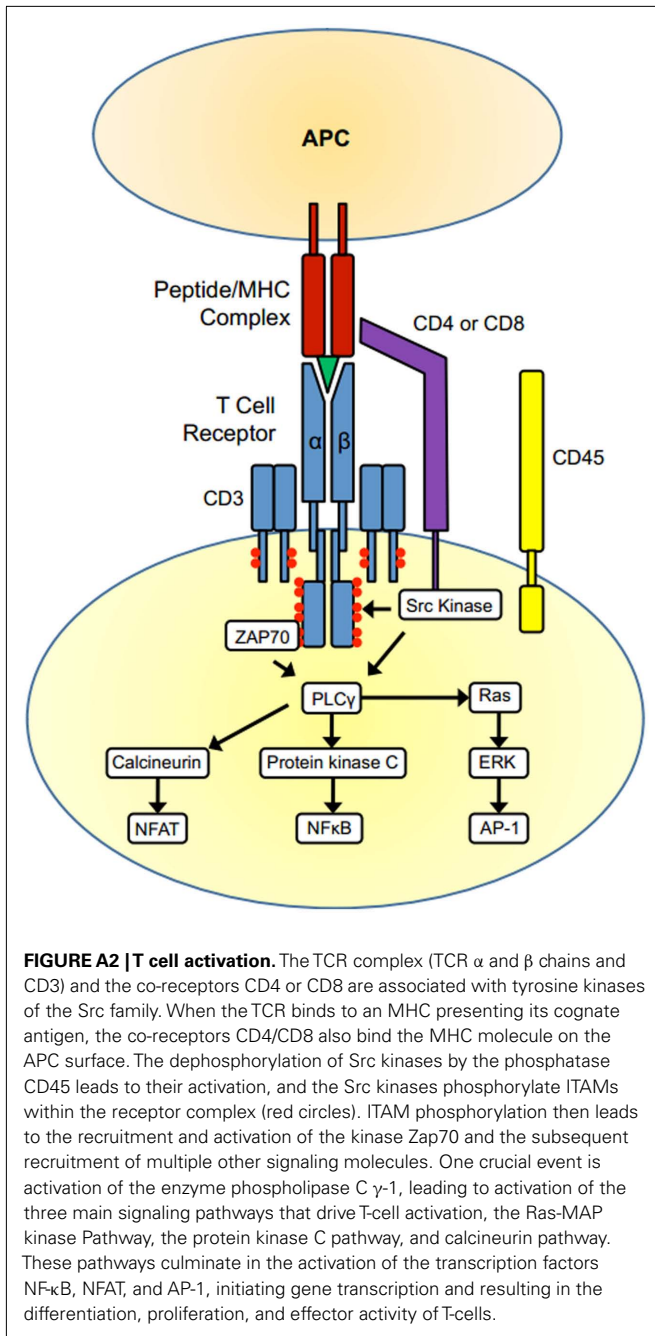 APC
Peptide/MHC
Complex
CD4 or CD8
T Cell
Receptor
α
β
CD45
CD3
Src Kinase
ZAP70
PLCγ
Ras
Calcineurin
Protein kinase C
ERK
NFAT
NFκB
AP-1
FIGURE A2 | T cell activation. The TCR complex (TCR α and β chains and
CD3) and the co-receptors CD4 or CD8 are associated with tyrosine kinases
of the Src family. When the TCR binds to an MHC presenting its cognate
antigen, the co-receptors CD4/CD8 also bind the MHC molecule on the
APC surface. The dephosphorylation of Src kinases by the phosphatase
CD45 leads to their activation, and the Src kinases phosphorylate ITAMs
within the receptor complex (red circles). ITAM phosphorylation then leads
to the recruitment and activation of the kinase Zap70 and the subsequent
recruitment of multiple other signaling molecules. One crucial event is
activation of the enzyme phospholipase C γ-1, leading to activation of the
three main signaling pathways that drive T-cell activation, the Ras-MAP
kinase Pathway, the protein kinase C pathway, and calcineurin pathway.
These pathways culminate in the activation of the transcription factors
NF-κB, NFAT, and AP-1, initiating gene transcription and resulting in the
differentiation, proliferation, and effector activity of T-cells.